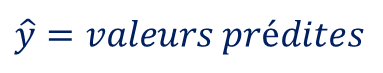 ŷ = valeurs prédites